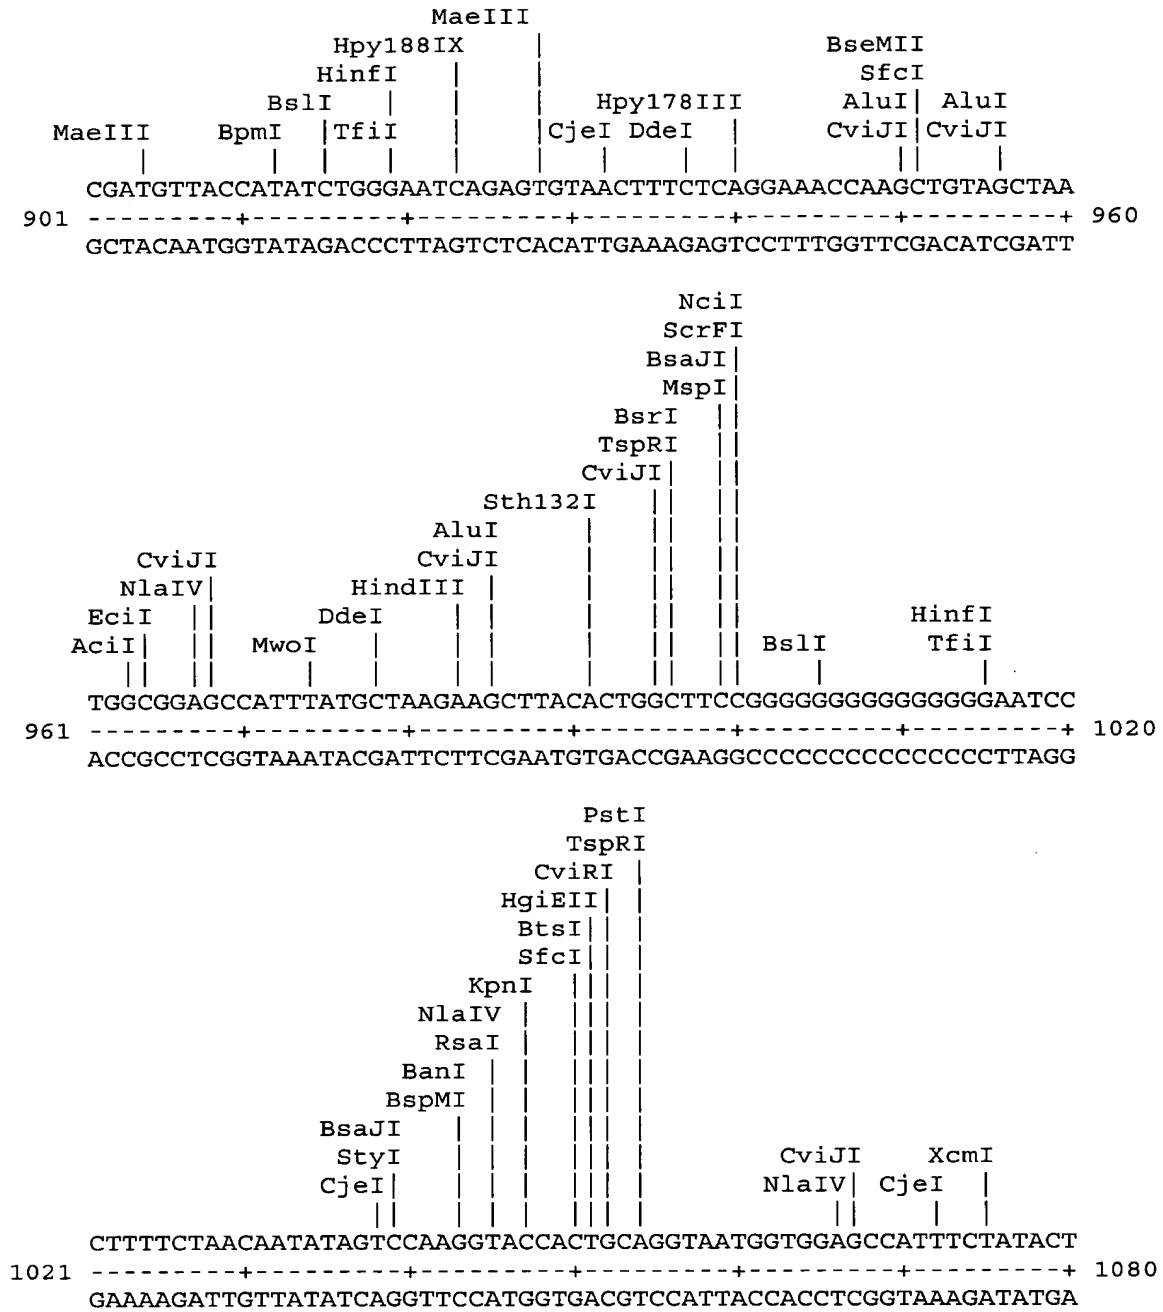 MaeIII
Hpy188IX BseMII
HinfI SfcI
BslI Hpy178III AluI AluI
MaeIII BpmI TfiI CjeI DdeI CviJI CviJI
CGATGTTACCATATCTGGGAATCAGAGTGTAACTTTCTCAGGAAACCAAGCTGTAGCTAA
901 ---------+---------+---------+---------+---------+---------+ 960
GCTACAATGGTATAGACCCTTAGTCTCACATTGAAAGAGTCCTTTGGTTCGACATCGATT
NciI
ScrFI
BsaJI
MspI
BsrI
TspRI
CviJI
Sth132I
AluI
CviJI CviJI
NlaIV HindIII
EciI DdeI HinfI
AciI MwoI BslI TfiI
TGGCGGAGCCATTTATGCTAAGAAGCTTACACTGGCTTCCGGGGGGGGGGGGGGGAATCC
961 ---------+---------+---------+---------+---------+---------+ 1020
ACCGCCTCGGTAAATACGATTCTTCGAATGTGACCGAAGGCCCCCCCCCCCCCCCTTAGG
PstI
TspRI
CviRI
HgiEII
BtsI
SfcI
KpnI
NlaIV
RsaI
BanI
BspMI
BsaJI
StyI CviJI XcmI
CjeI NlaIV CjeI
CTTTTCTAACAATATAGTCCAAGGTACCACTGCAGGTAATGGTGGAGCCATTTCTATACT
1021 ---------+---------+---------+---------+---------+---------+ 1080
GAAAAGATTGTTATATCAGGTTCCATGGTGACGTCCATTACCACCTCGGTAAAGATATGA